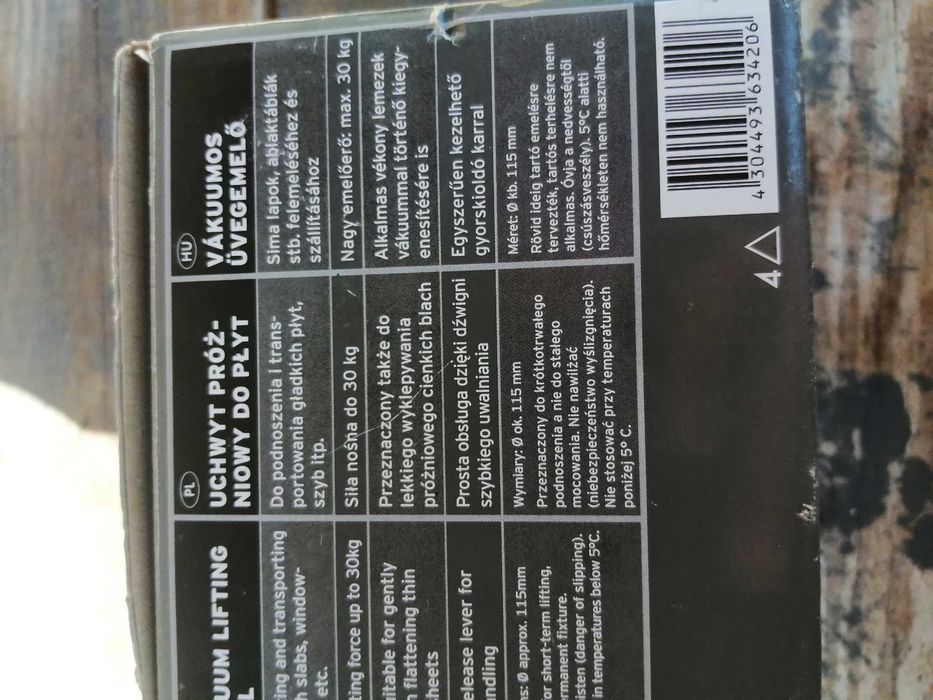 HU
VÁKUUMOS
ÜVEGEMELŐ
Sima lapok, ablaktáblák
stb. felemeléséhez és
szállításához
Nagy emelőerő: max. 30 kg
Alkalmas vékony lemezek
vákuummal történő kiegy-
enesítésére is
Egyszerűen kezelhető
gyorskioldó karral
Méret: Ø kb. 115 mm
Rövid ideig tartó emelésre
tervezték, tartós terhelésre nem
alkalmas. Óvja a nedvességtől
(csúszásveszély). 5°C alatti
hőmérsékleten nem használható.
PL
UCHWYT PRÓŻ-
NIOWY DO PŁYT
Do podnoszenia i trans-
portowania gładkich płyt,
szyb itp.
Siła nośna do 30 kg
Przeznaczony także do
lekkiego wyklepywania
próżniowego cienkich blach
Prosta obsługa dzięki dźwigni
szybkiego uwalniania
Wymiary: Ø ok. 115 mm
Przeznaczony do krótkotrwałego
podnoszenia a nie do stałego
mocowania. Nie nawilżać
(niebezpieczeństwo wyślizgnięcia).
Nie stosować przy temperaturach
poniżej 5° C.
UUM LIFTING
L
ing and transporting
h slabs, window-
etc.
ting force up to 30kg
itable for gently
flattening thin
heets
elease lever for
ndling
ns: Ø approx. 115mm
or short-term lifting,
ermanent fixture.
isten (danger of slipping).
in temperatures below 5°C.
4 304493 634206
4